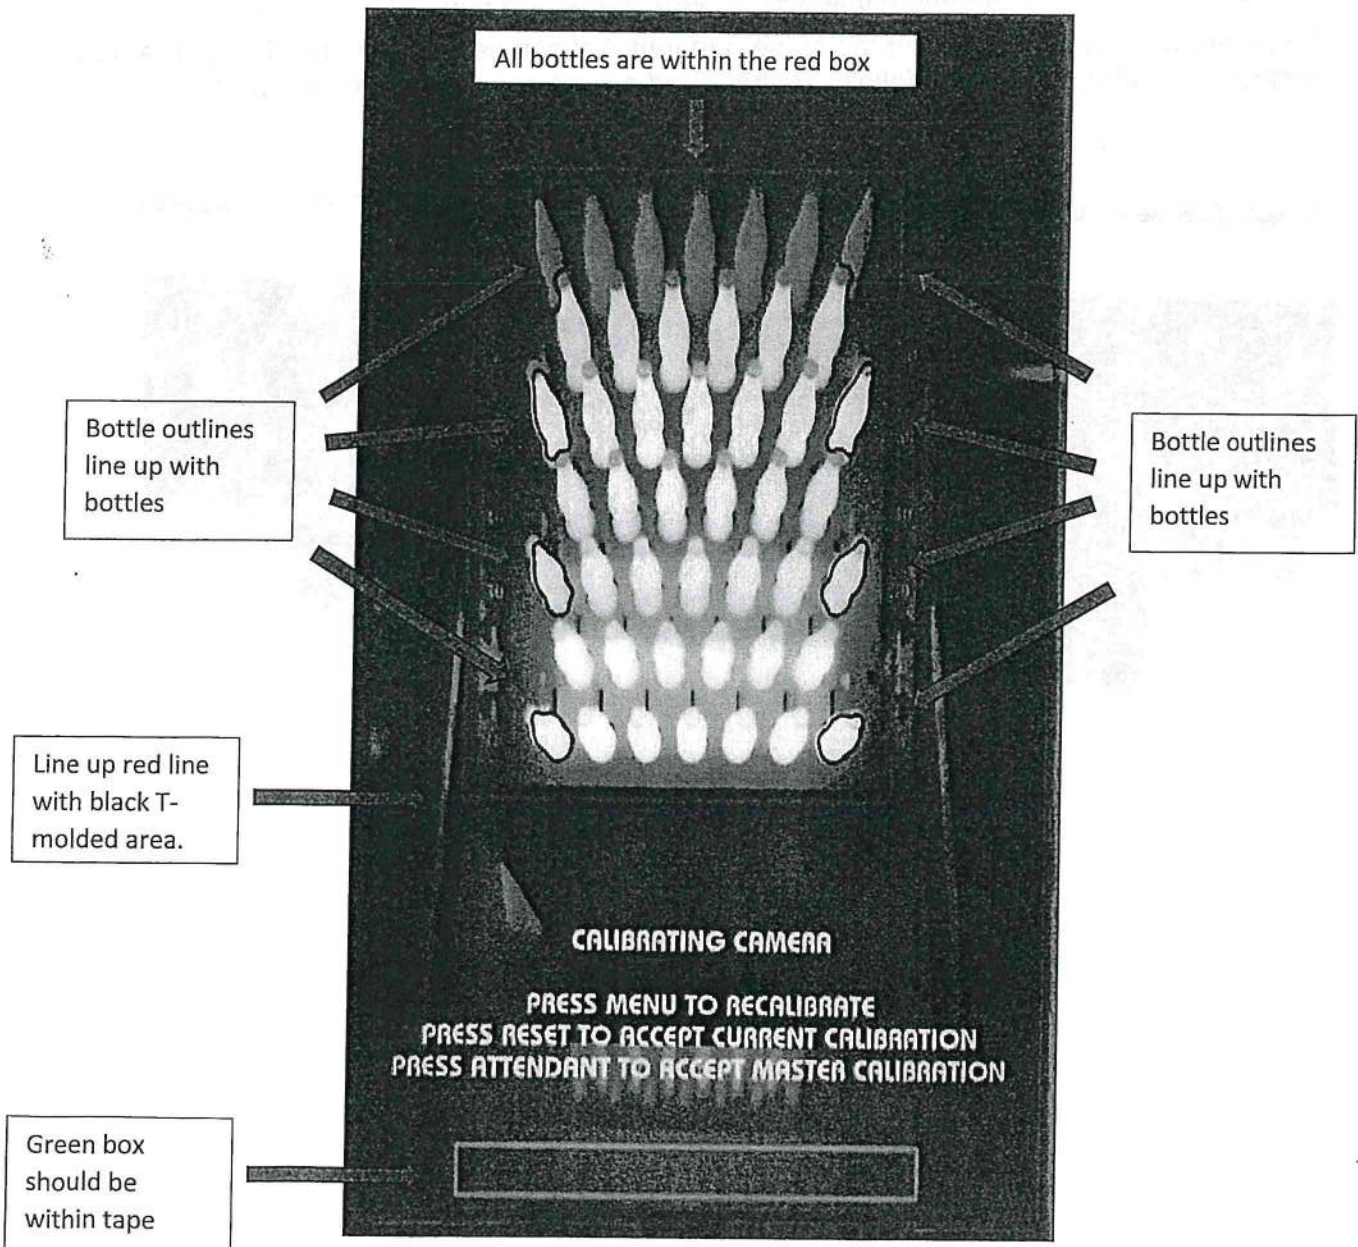 All bottles are within the red box
Bottle outlines
line up with
bottles
Bottle outlines
line up with
bottles
Line up red line
with black T-
molded area.
CALIBRATING CAMERA
PRESS MENU TO RECALIBRATE
PRESS RESET TO ACCEPT CURRENT CALIBRATION
PRESS ATTENDANT TO ACCEPT MASTER CALIBRATION
Green box
should be
within tape